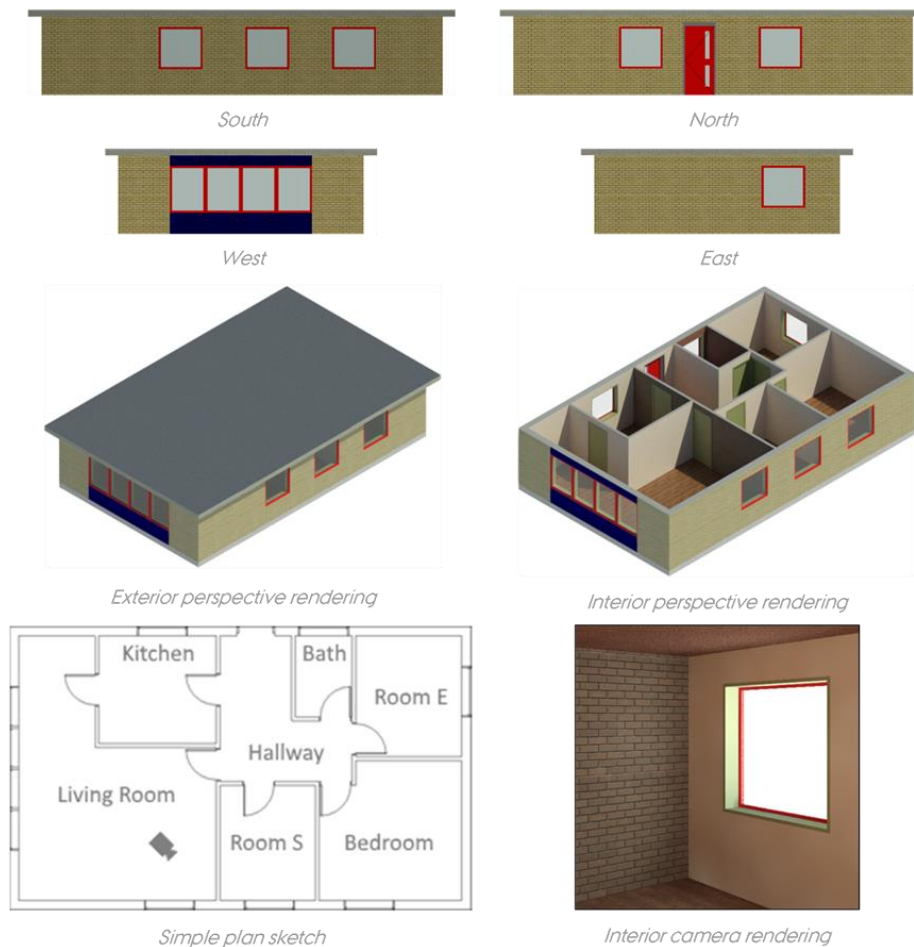 South
North
West
East
Exterior perspective rendering
Interior perspective rendering
Kitchen
Bath
Room E
Hallway
Living Room
Room S
Bedroom
Simple plan sketch
Interior camera rendering